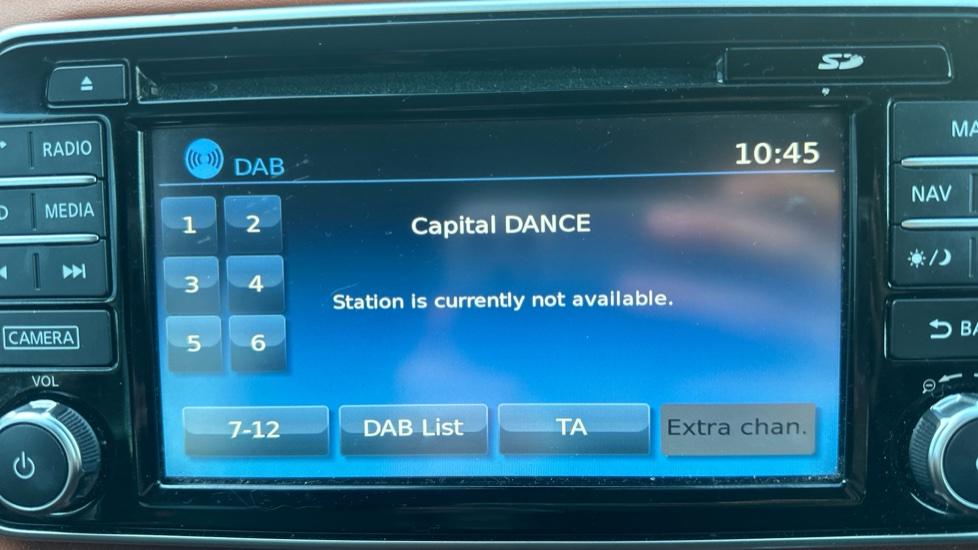 SD
RADIO
MEDIA
CAMERA
VOL
DAB
10:45
1 2
3 4
5 6
Capital DANCE
Station is currently not available.
7-12 DAB List TA Extra chan.
NAV